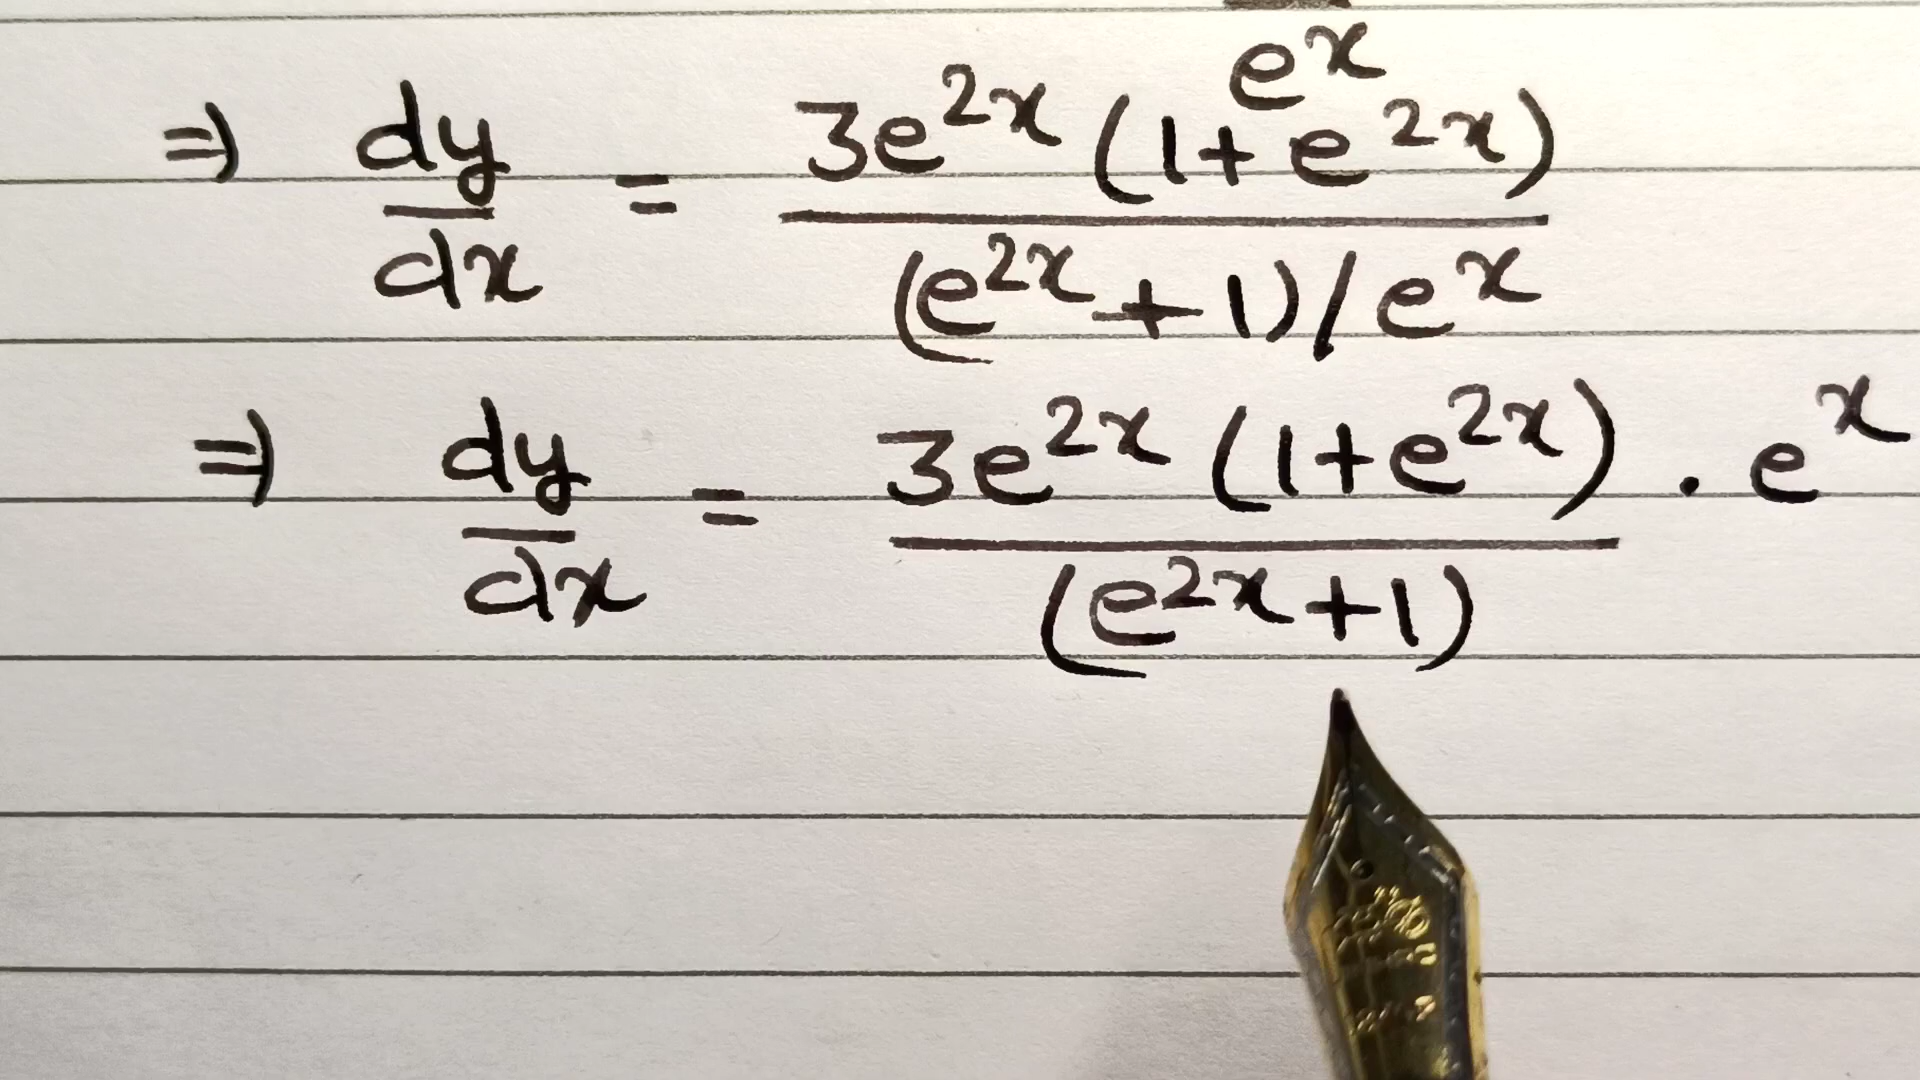 e^x
⇒ dy/dx = 3e^{2x} (1+e^{2x}) / (e^{2x}+1)/e^x
⇒ dy/dx = 3e^{2x} (1+e^{2x}) / (e^{2x}+1) . e^x